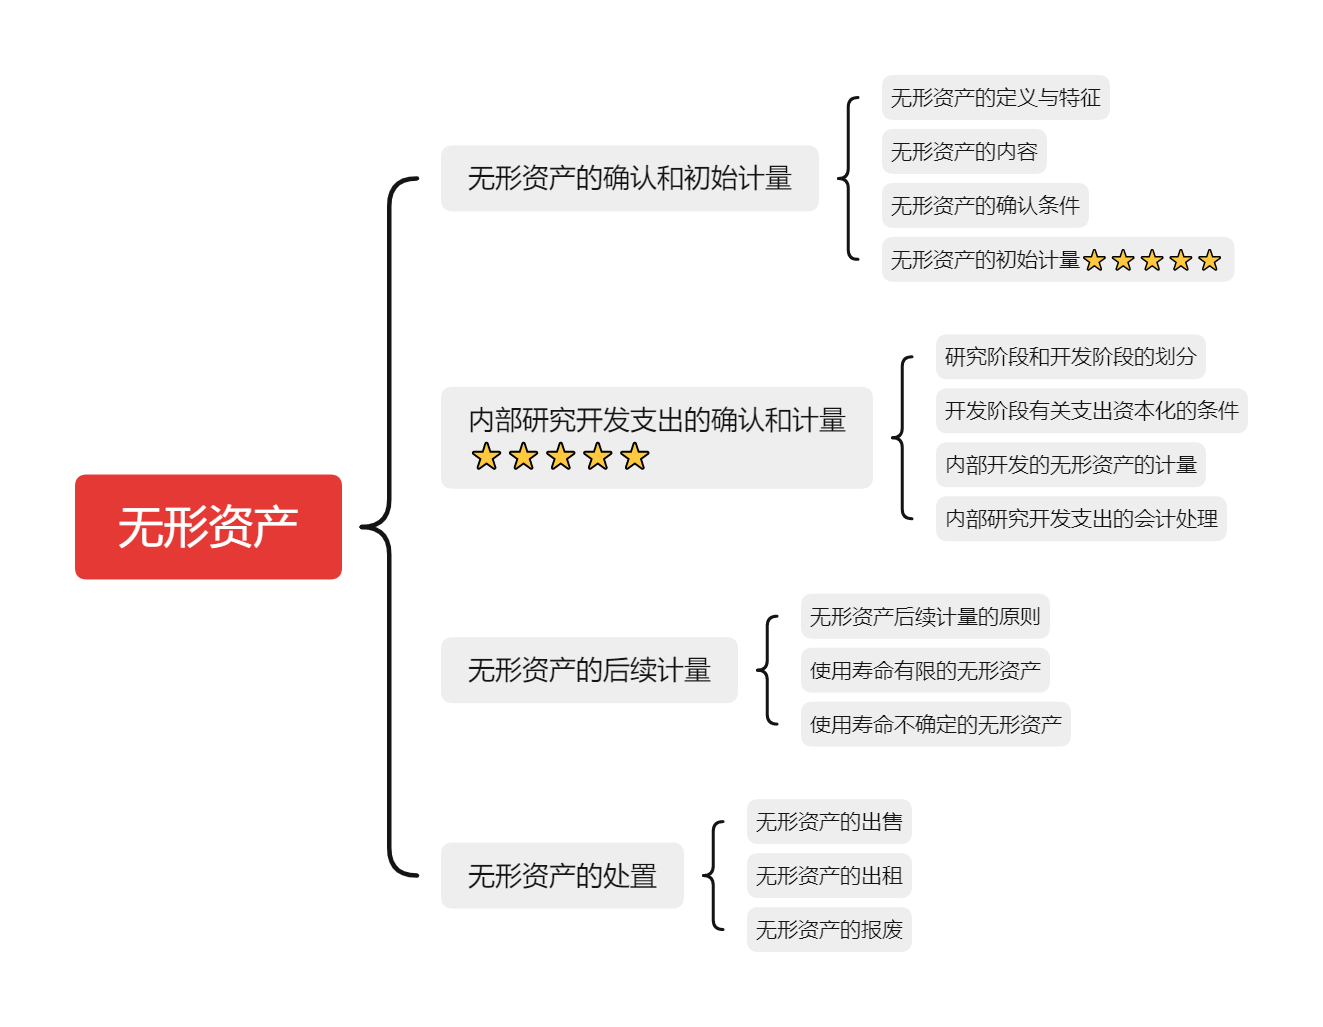 无形资产
无形资产的确认和初始计量
无形资产的定义与特征
无形资产的内容
无形资产的确认条件
无形资产的初始计量⭐⭐⭐⭐⭐
内部研究开发支出的确认和计量
⭐⭐⭐⭐⭐
研究阶段和开发阶段的划分
开发阶段有关支出资本化的条件
内部开发的无形资产的计量
内部研究开发支出的会计处理
无形资产的后续计量
无形资产后续计量的原则
使用寿命有限的无形资产
使用寿命不确定的无形资产
无形资产的处置
无形资产的出售
无形资产的出租
无形资产的报废